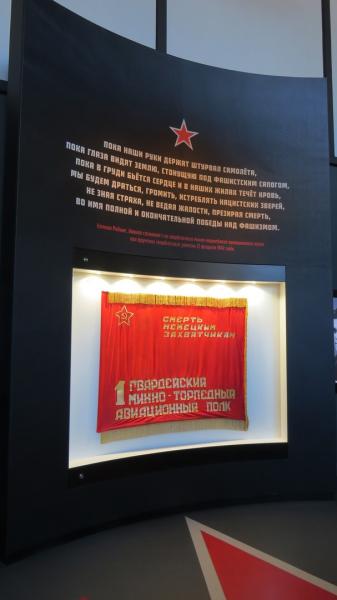 ПОКА НАШИ РУКИ ДЕРЖАТ ШТУРВАЛ САМОЛЁТА,
ПОКА ГЛАЗА ВИДЯТ ЗЕМЛЮ, СТОНУЩУЮ ПОД ФАШИСТСКИМ САПОГОМ,
ПОКА В ГРУДИ БЬЁТСЯ СЕРДЦЕ И В НАШИХ ЖИЛАХ ТЕЧЁТ КРОВЬ,
МЫ БУДЕМ ДРАТЬСЯ, ГРОМИТЬ, ИСТРЕБЛЯТЬ НАЦИСТСКИХ ЗВЕРЕЙ,
НЕ ЗНАЯ СТРАХА, НЕ ВЕДАЯ ЖАЛОСТИ, ПРЕЗИРАЯ СМЕРТЬ,
ВО ИМЯ ПОЛНОЙ И ОКОНЧАТЕЛЬНОЙ ПОБЕДЫ НАД ФАШИЗМОМ.
СМЕРТЬ
НЕМЕЦКИМ
ЗАХВАТЧИКАМ
1 ГВАРДЕЙСКИЙ
МИННО-ТОРПЕДНЫЙ
АВИАЦИОННЫЙ ПОЛК